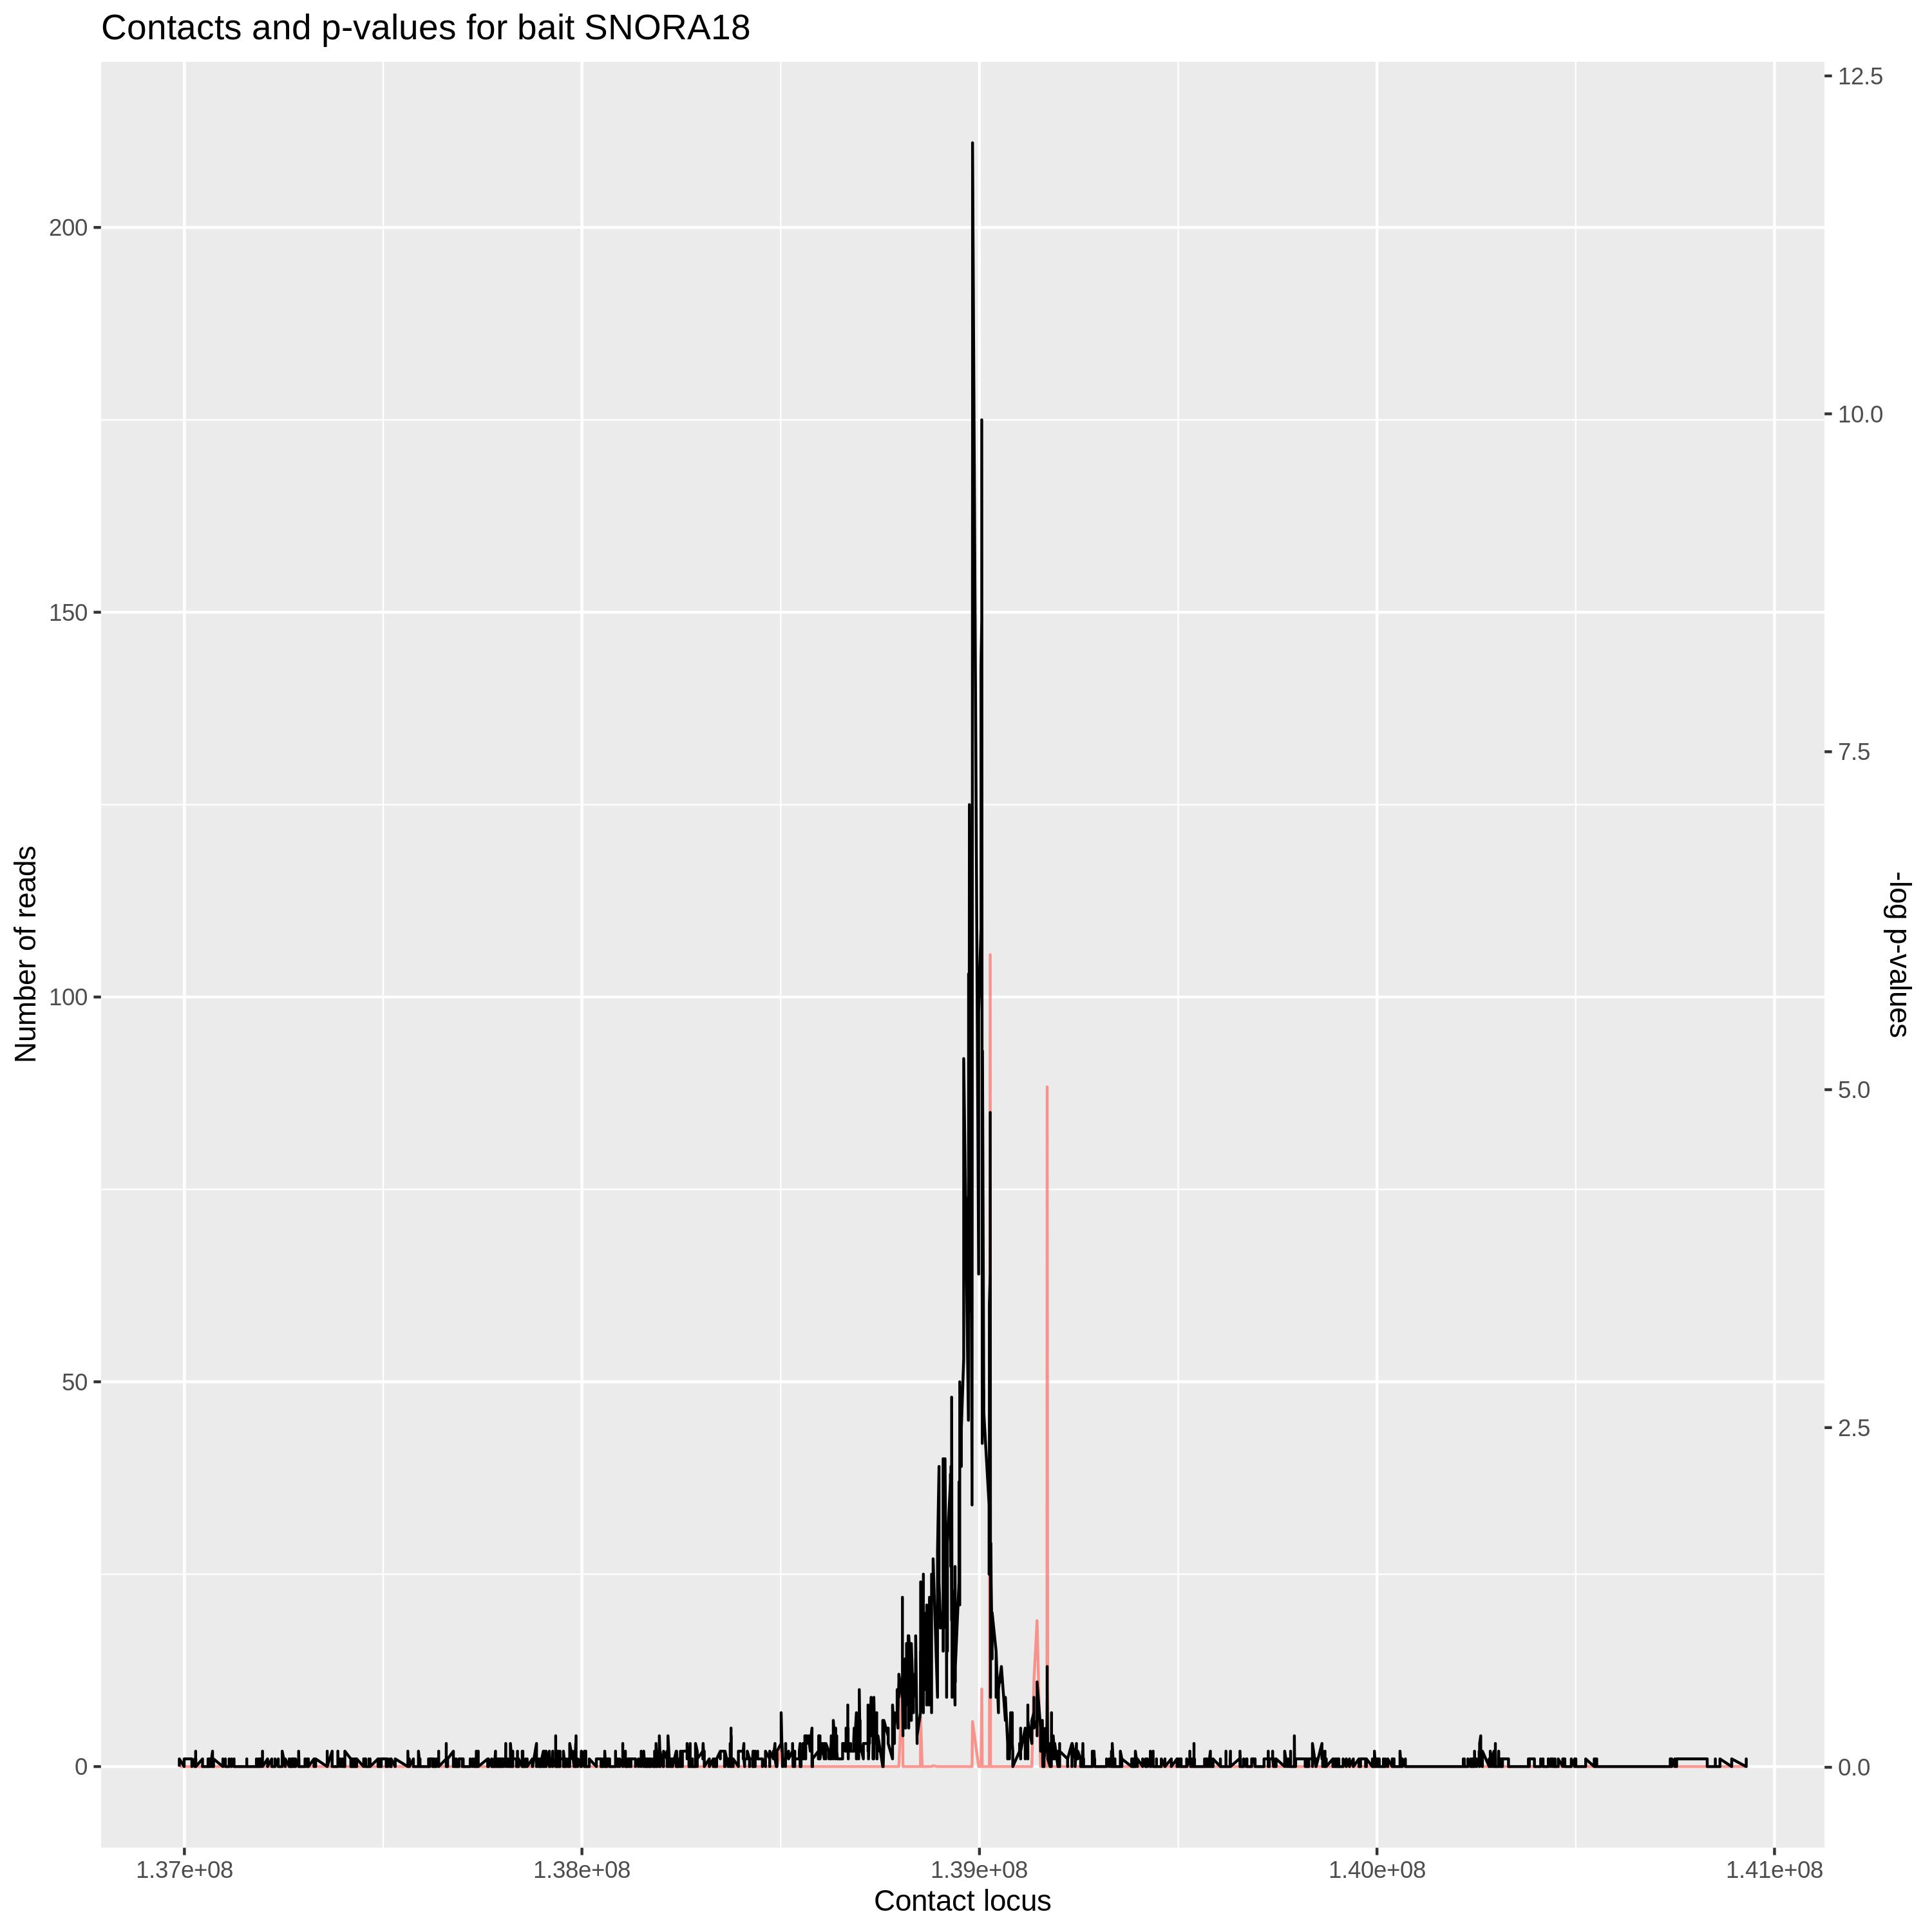 Contacts and p-values for bait SNORA18
Number of reads
200
150
100
50
0
12.5
10.0
7.5
5.0
2.5
0.0
-log p-values
1.37e+08
1.38e+08
1.39e+08
1.40e+08
1.41e+08
Contact locus